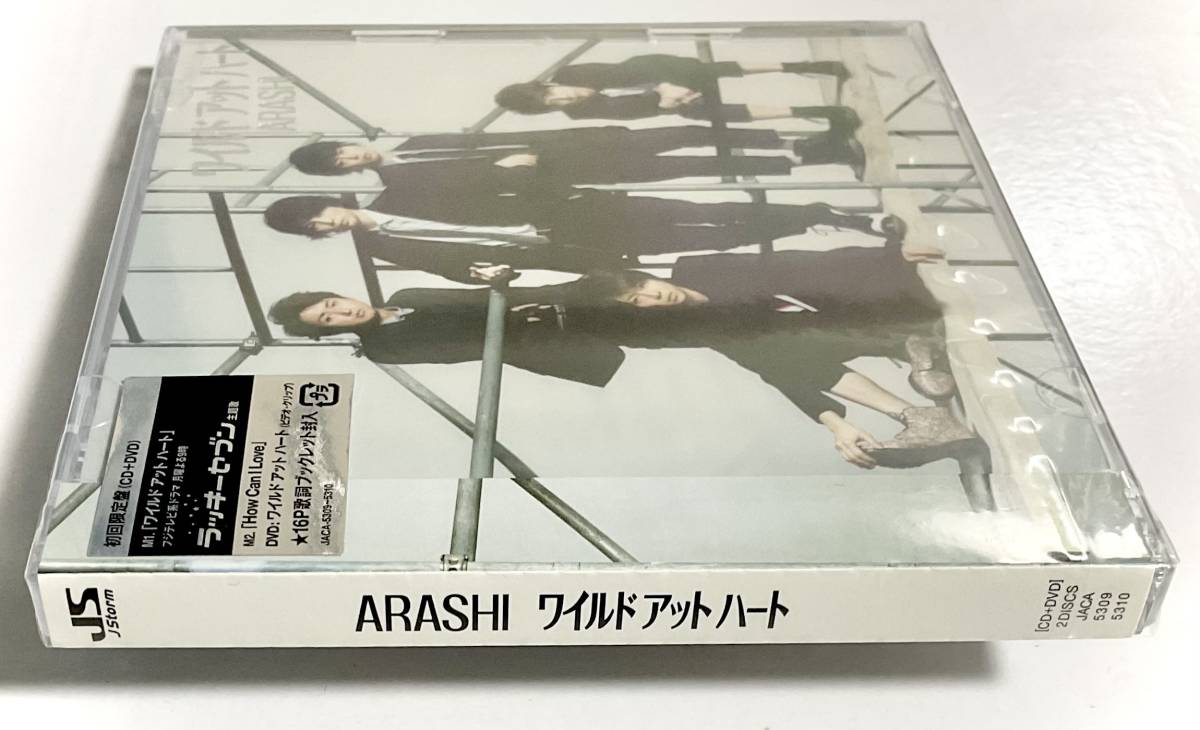 ワイルド アット ハート
ARASHI
初回限定盤(CD+DVD)
M1.「ワイルド アット ハート」
フジテレビ系ドラマ 月曜よる9時
ラッキーセブン 主題歌
M2.「How Can I Love」
DVD: ワイルド アット ハート(ビデオ・クリップ)
★16P歌詞ブックレット封入
JACA-5309~5310
プラ
JS
J Storm
ARASHI ワイルド アット ハート
[CD+DVD]
2DISCS
JACA
5309
5310